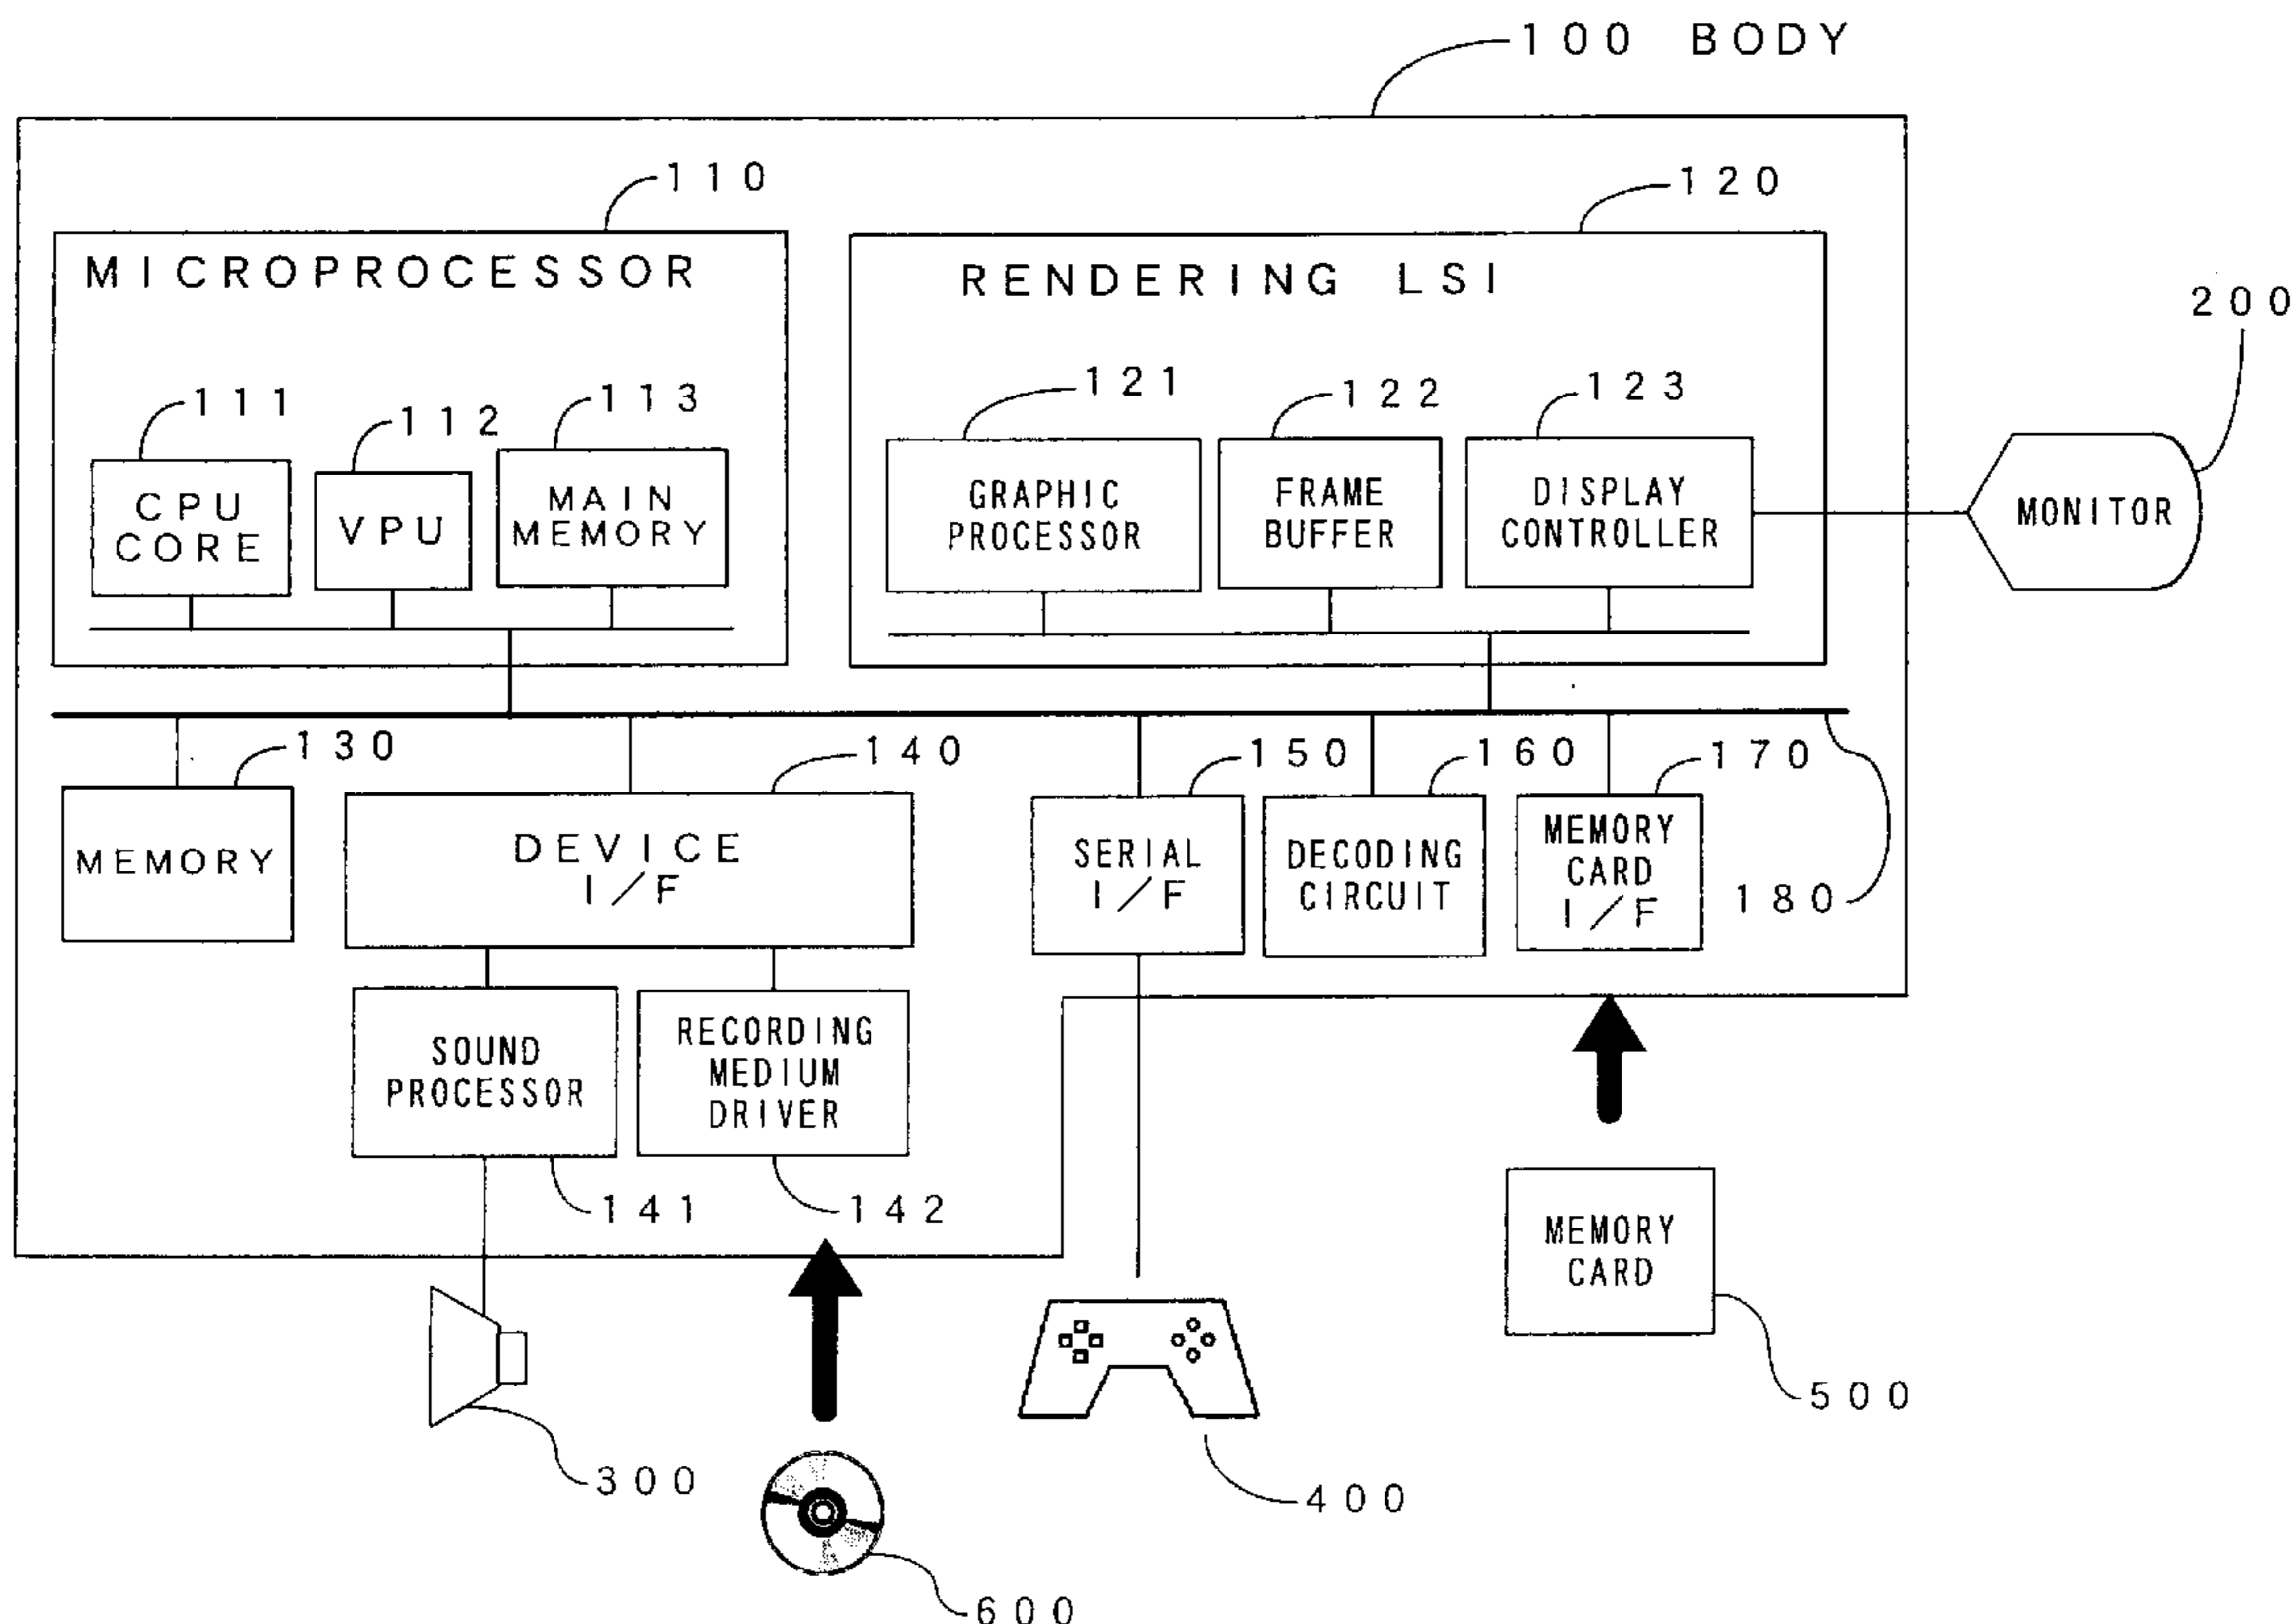 100 BODY
110
120
MICROPROCESSOR
RENDERING LSI
200
111
112
113
121
122
123
CPU
CORE
VPU
MAIN
MEMORY
GRAPHIC
PROCESSOR
FRAME
BUFFER
DISPLAY
CONTROLLER
MONITOR
130
140
150
160
170
MEMORY
DEVICE
I/F
SERIAL
I/F
DECODING
CIRCUIT
MEMORY
CARD
I/F
180
SOUND
PROCESSOR
RECORDING
MEDIUM
DRIVER
141
142
MEMORY
CARD
300
400
500
600